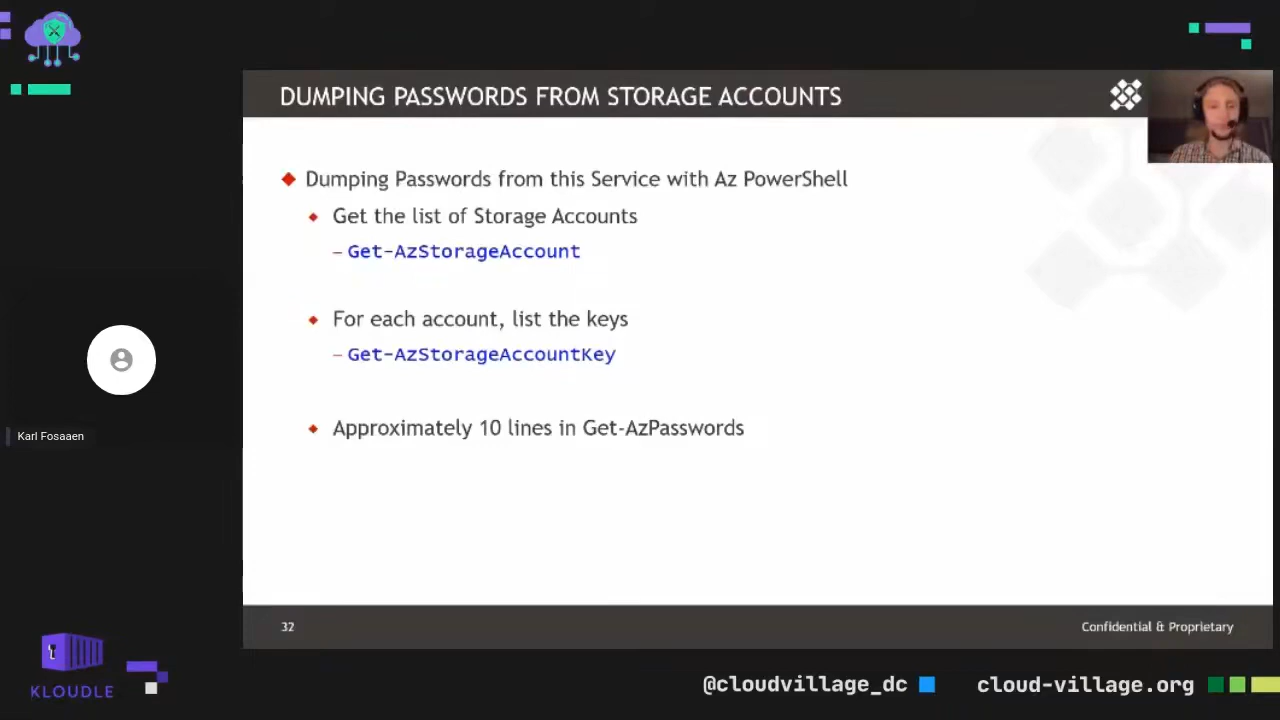 DUMPING PASSWORDS FROM STORAGE ACCOUNTS
Dumping Passwords from this Service with Az PowerShell
Get the list of Storage Accounts
– Get-AzStorageAccount
For each account, list the keys
– Get-AzStorageAccountKey
Approximately 10 lines in Get-AzPasswords
Karl Fosaaen
32
Confidential & Proprietary
KLOUDLE
@cloudvillage_dc
cloud-village.org